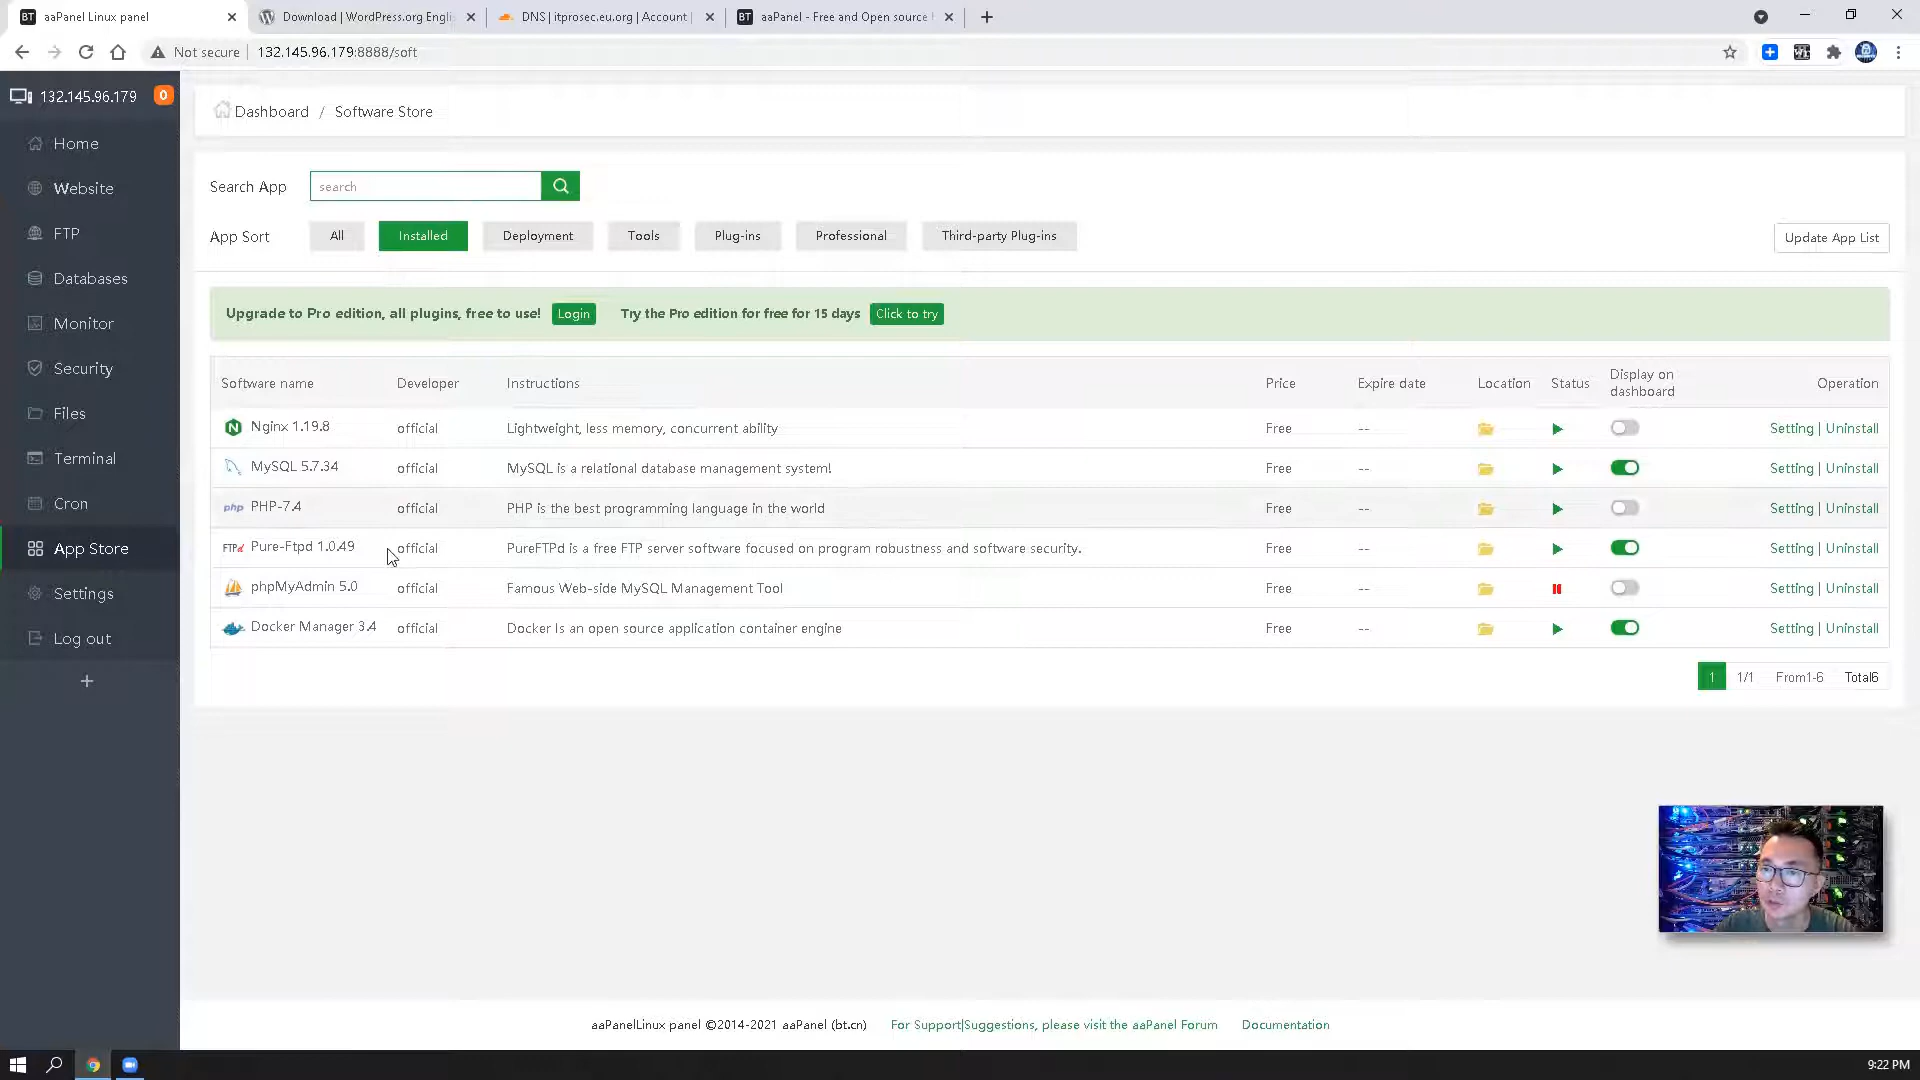 BT aaPanel Linux panel
Download | WordPress.org Engli
DNS | itprosec.eu.org | Account |
BT aaPanel - Free and Open source
Not secure
132.145.96.179:8888/soft
132.145.96.179
0
Home
Website
FTP
Databases
Monitor
Security
Files
Terminal
Cron
App Store
Settings
Log out
Dashboard / Software Store
Search App
search
App Sort
All
Installed
Deployment
Tools
Plug-ins
Professional
Third-party Plug-ins
Update App List
Upgrade to Pro edition, all plugins, free to use!
Login
Try the Pro edition for free for 15 days
Click to try
Software name
Developer
Instructions
Price
Expire date
Location
Status
Display on
dashboard
Operation
Nginx 1.19.8
official
Lightweight, less memory, concurrent ability
Free
--
Setting | Uninstall
MySQL 5.7.34
official
MySQL is a relational database management system!
Free
--
Setting | Uninstall
php
PHP-7.4
official
PHP is the best programming language in the world
Free
--
Setting | Uninstall
FTPd
Pure-Ftpd 1.0.49
official
PureFTPd is a free FTP server software focused on program robustness and software security.
Free
--
Setting | Uninstall
phpMyAdmin 5.0
official
Famous Web-side MySQL Management Tool
Free
--
Setting | Uninstall
Docker Manager 3.4
official
Docker Is an open source application container engine
Free
--
Setting | Uninstall
1
1/1
From1-6
Total6
aaPanelLinux panel ©2014-2021 aaPanel (bt.cn)
For Support|Suggestions, please visit the aaPanel Forum
Documentation
9:22 PM